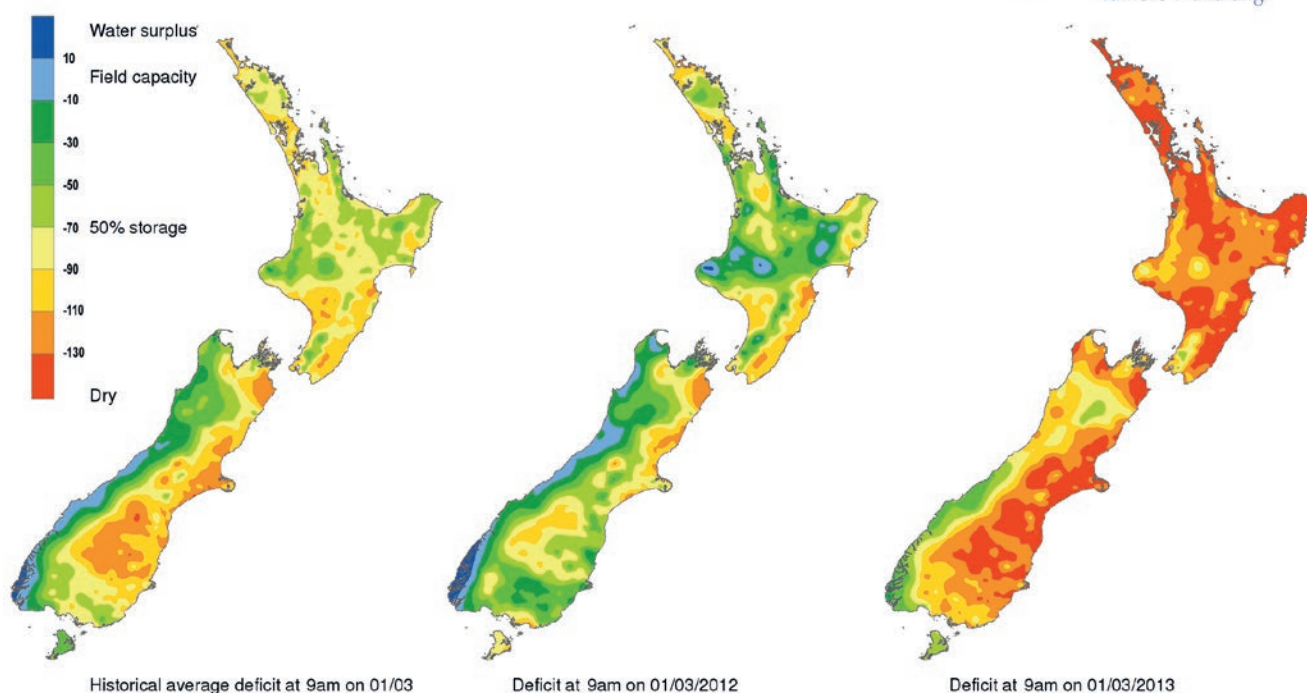 Water surplus
10
Field capacity
-10
-30
-50
-70
50% storage
-90
-110
-130
Dry
Historical average deficit at 9am on 01/03
Deficit at 9am on 01/03/2012
Deficit at 9am on 01/03/2013